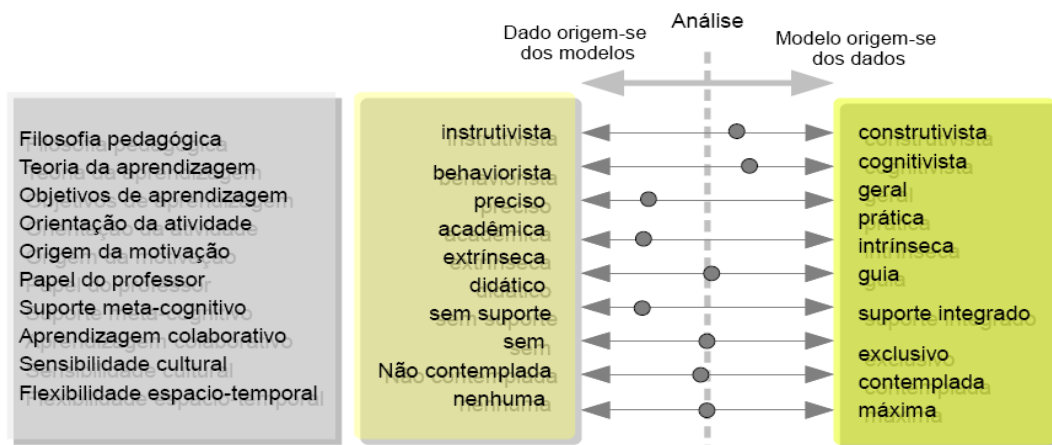 Análise
Dado origem-se
dos modelos
Modelo origem-se
dos dados
Filosofia pedagógica
Teoria da aprendizagem
Objetivos de aprendizagem
Orientação da atividade
Origem da motivação
Papel do professor
Suporte meta-cognitivo
Aprendizagem colaborativo
Sensibilidade cultural
Flexibilidade espacio-temporal
instrutivista
behaviorista
preciso
acadêmica
extrínseca
didático
sem suporte
sem
Não contemplada
nenhuma
construtivista
cognitivista
geral
prática
intrínseca
guia
suporte integrado
exclusivo
contemplada
máxima